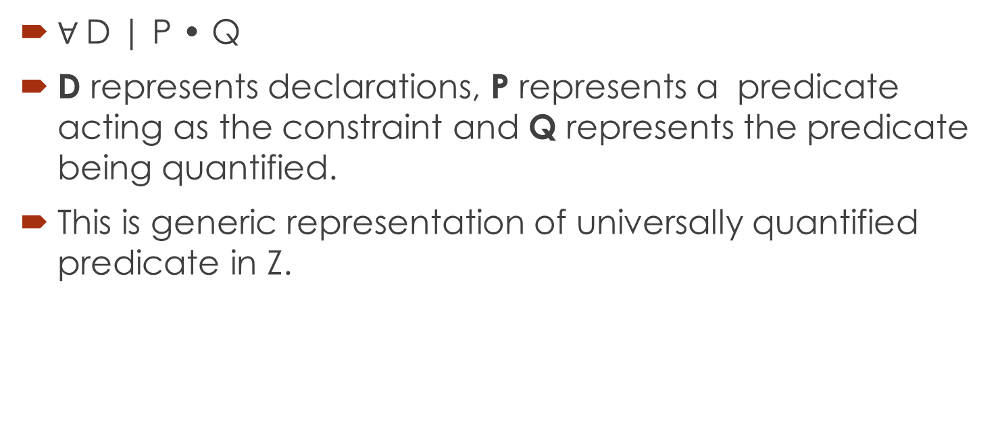 ∀ D | P • Q
D represents declarations, P represents a predicate
acting as the constraint and Q represents the predicate
being quantified.
This is generic representation of universally quantified
predicate in Z.